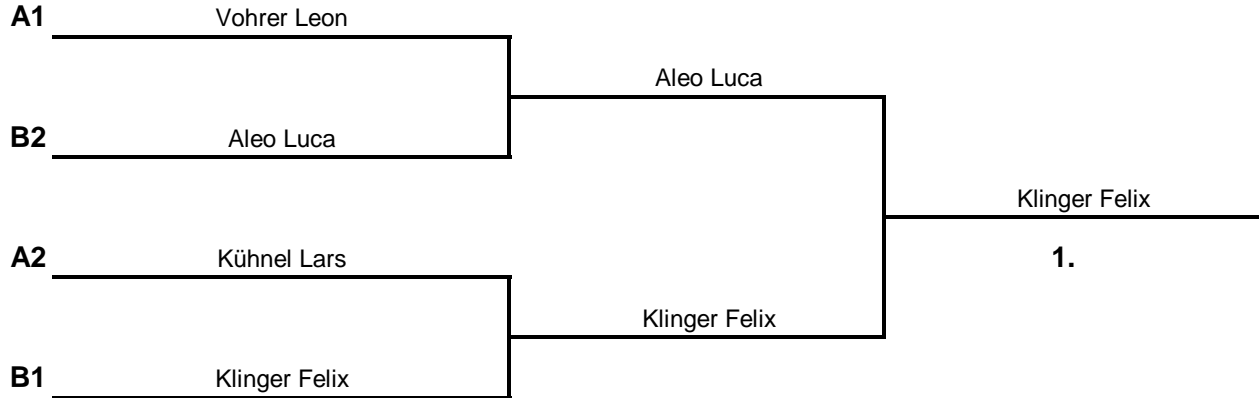 A1 Vohrer Leon
Aleo Luca
B2 Aleo Luca
Klinger Felix
A2 Kühnel Lars 1.
Klinger Felix
B1 Klinger Felix